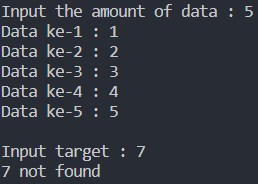 Input the amount of data : 5
Data ke-1 : 1
Data ke-2 : 2
Data ke-3 : 3
Data ke-4 : 4
Data ke-5 : 5
Input target : 7
7 not found